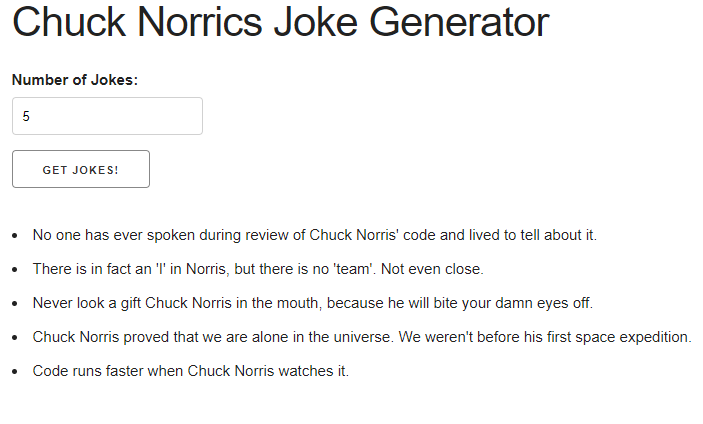 Chuck Norrics Joke Generator
Number of Jokes:
5
GET JOKES!
• No one has ever spoken during review of Chuck Norris' code and lived to tell about it.
• There is in fact an 'I' in Norris, but there is no 'team'. Not even close.
• Never look a gift Chuck Norris in the mouth, because he will bite your damn eyes off.
• Chuck Norris proved that we are alone in the universe. We weren't before his first space expedition.
• Code runs faster when Chuck Norris watches it.